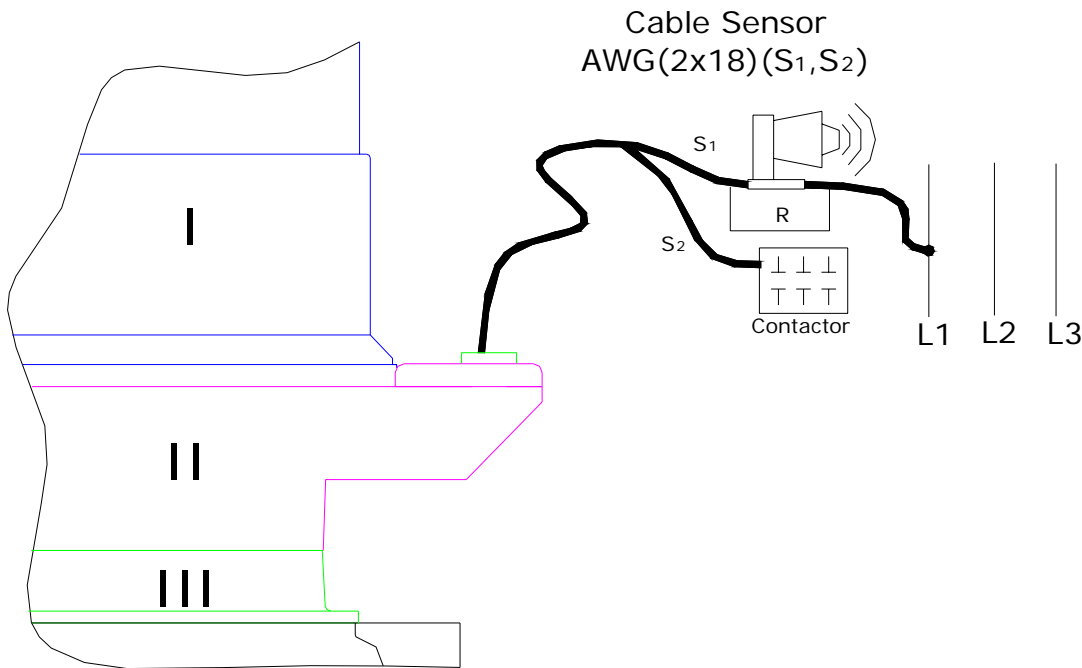 Cable Sensor
AWG(2x18)(S1,S2)
S1
I
R
S2
Contactor
L1 L2 L3
II
III